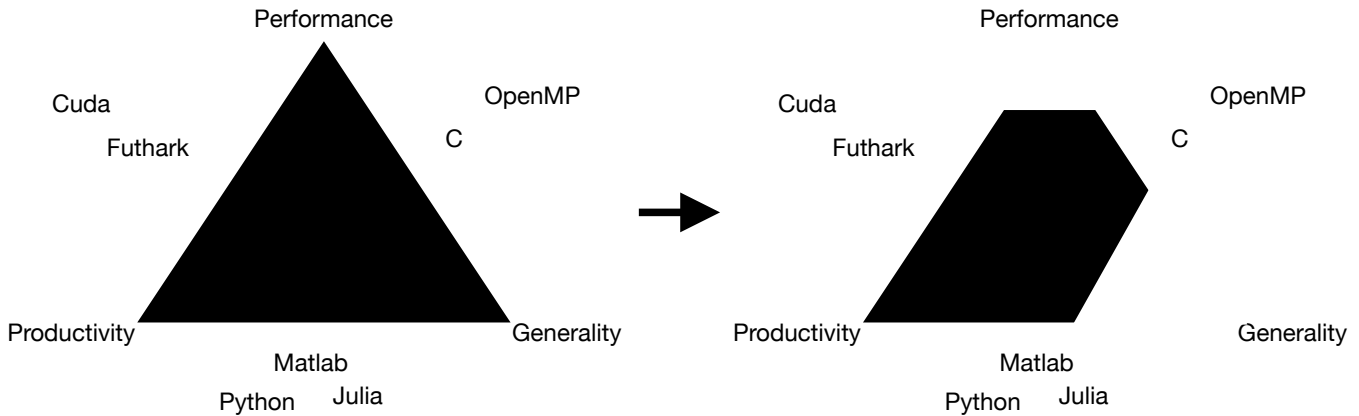 Performance
Cuda
OpenMP
Futhark
C
Productivity
Generality
Matlab
Python
Julia
Performance
Cuda
OpenMP
Futhark
C
Productivity
Generality
Matlab
Python
Julia